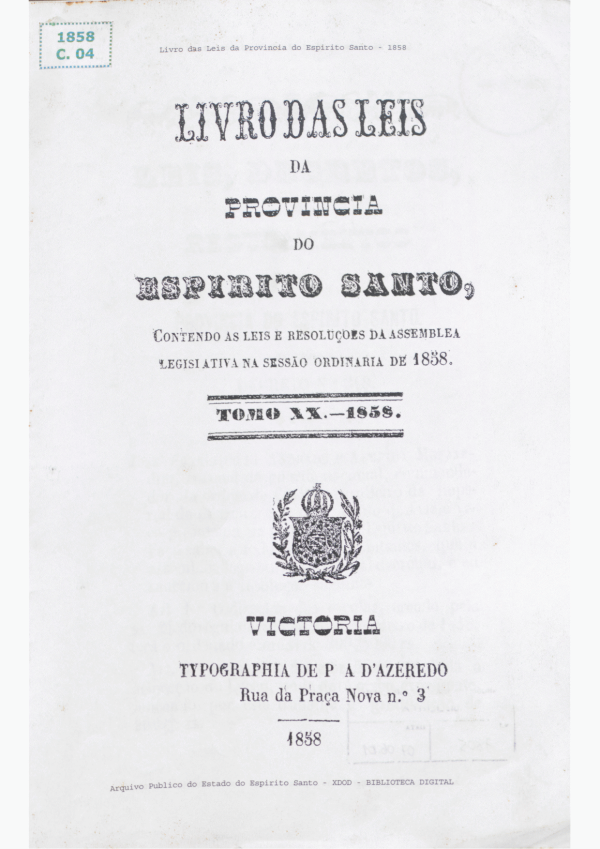 1858
C. 04
Livro das Leis da Provincia do Espirito Santo - 1858
LIVRO DAS LEIS
DA
PROVINCIA
DO
ESPIRITO SANTO,
CONTENDO AS LEIS E RESOLUÇOES DA ASSEMBLEA
LEGISLATIVA NA SESSÃO ORDINARIA DE 1858.
TOMO XX.—1858.
VICTORIA
TYPOGRAPHIA DE P A D'AZEREDO
Rua da Praça Nova n.º 3
1858
Arquivo Publico do Estado do Espirito Santo - XDOD - BIBLIOTECA DIGITAL